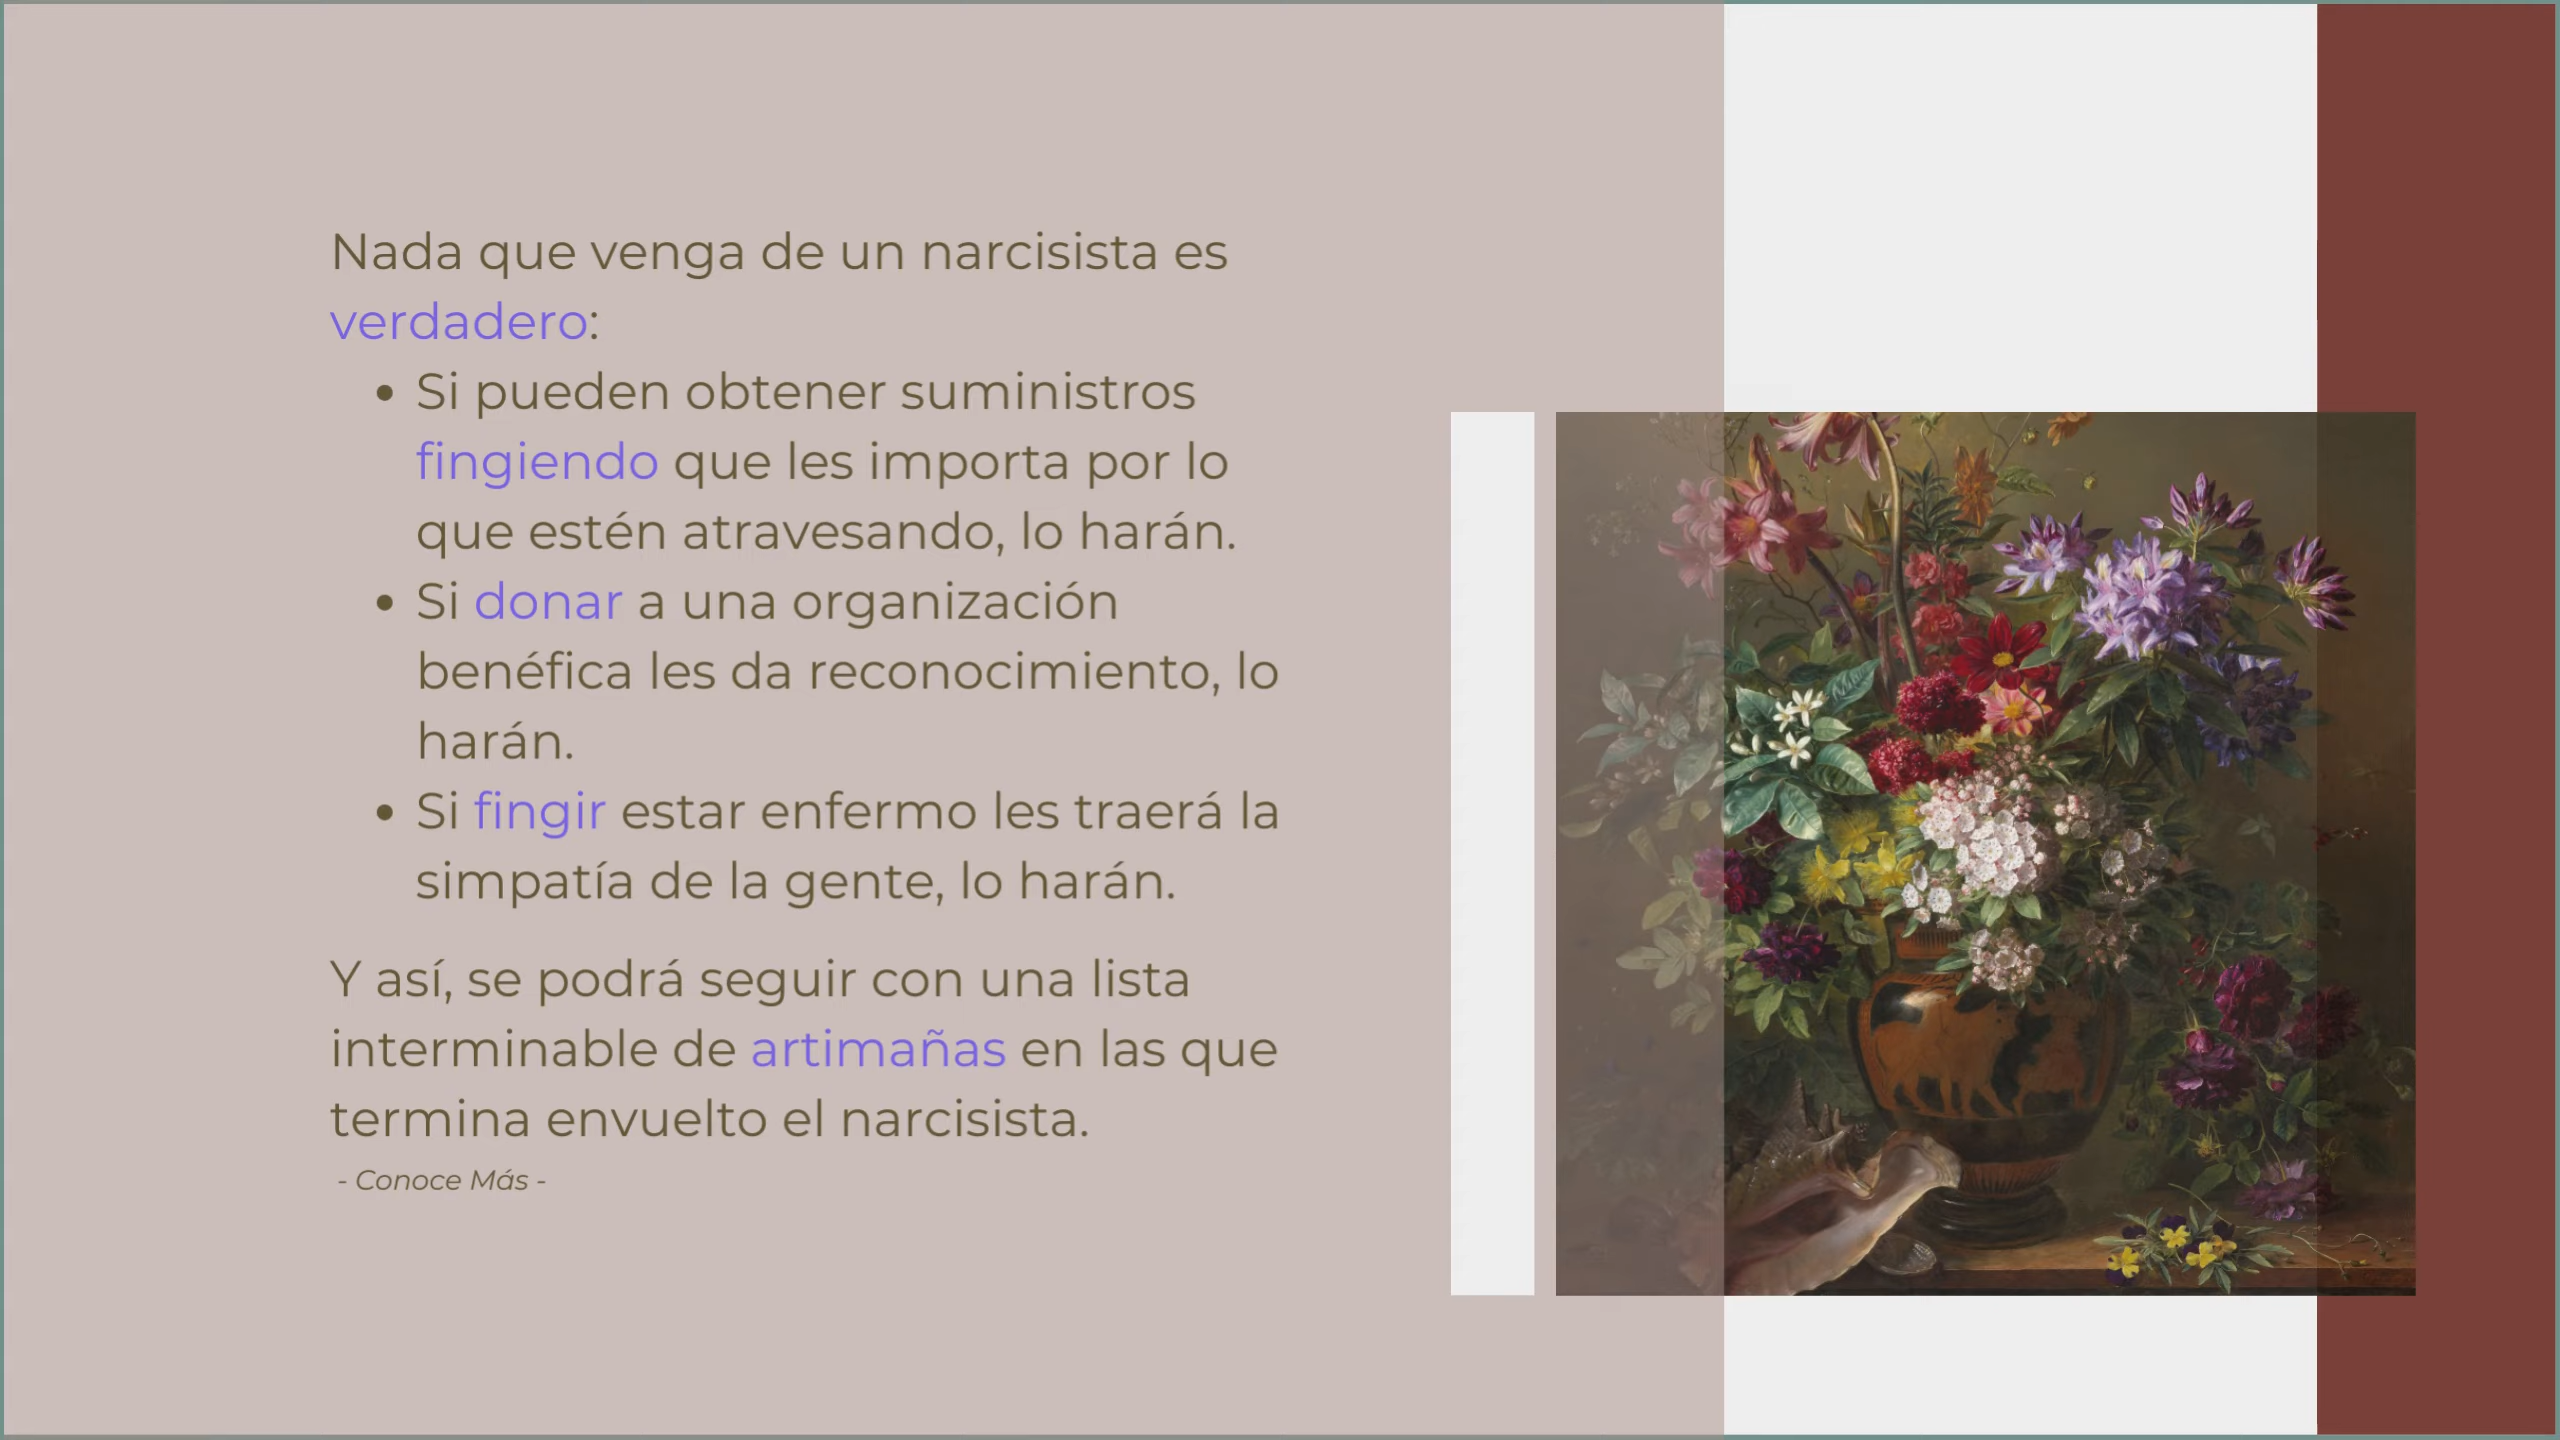 Nada que venga de un narcisista es
verdadero:
• Si pueden obtener suministros
fingiendo que les importa por lo
que estén atravesando, lo harán.
• Si donar a una organización
benéfica les da reconocimiento, lo
harán.
• Si fingir estar enfermo les traerá la
simpatía de la gente, lo harán.
Y así, se podrá seguir con una lista
interminable de artimañas en las que
termina envuelto el narcisista.
- Conoce Más -